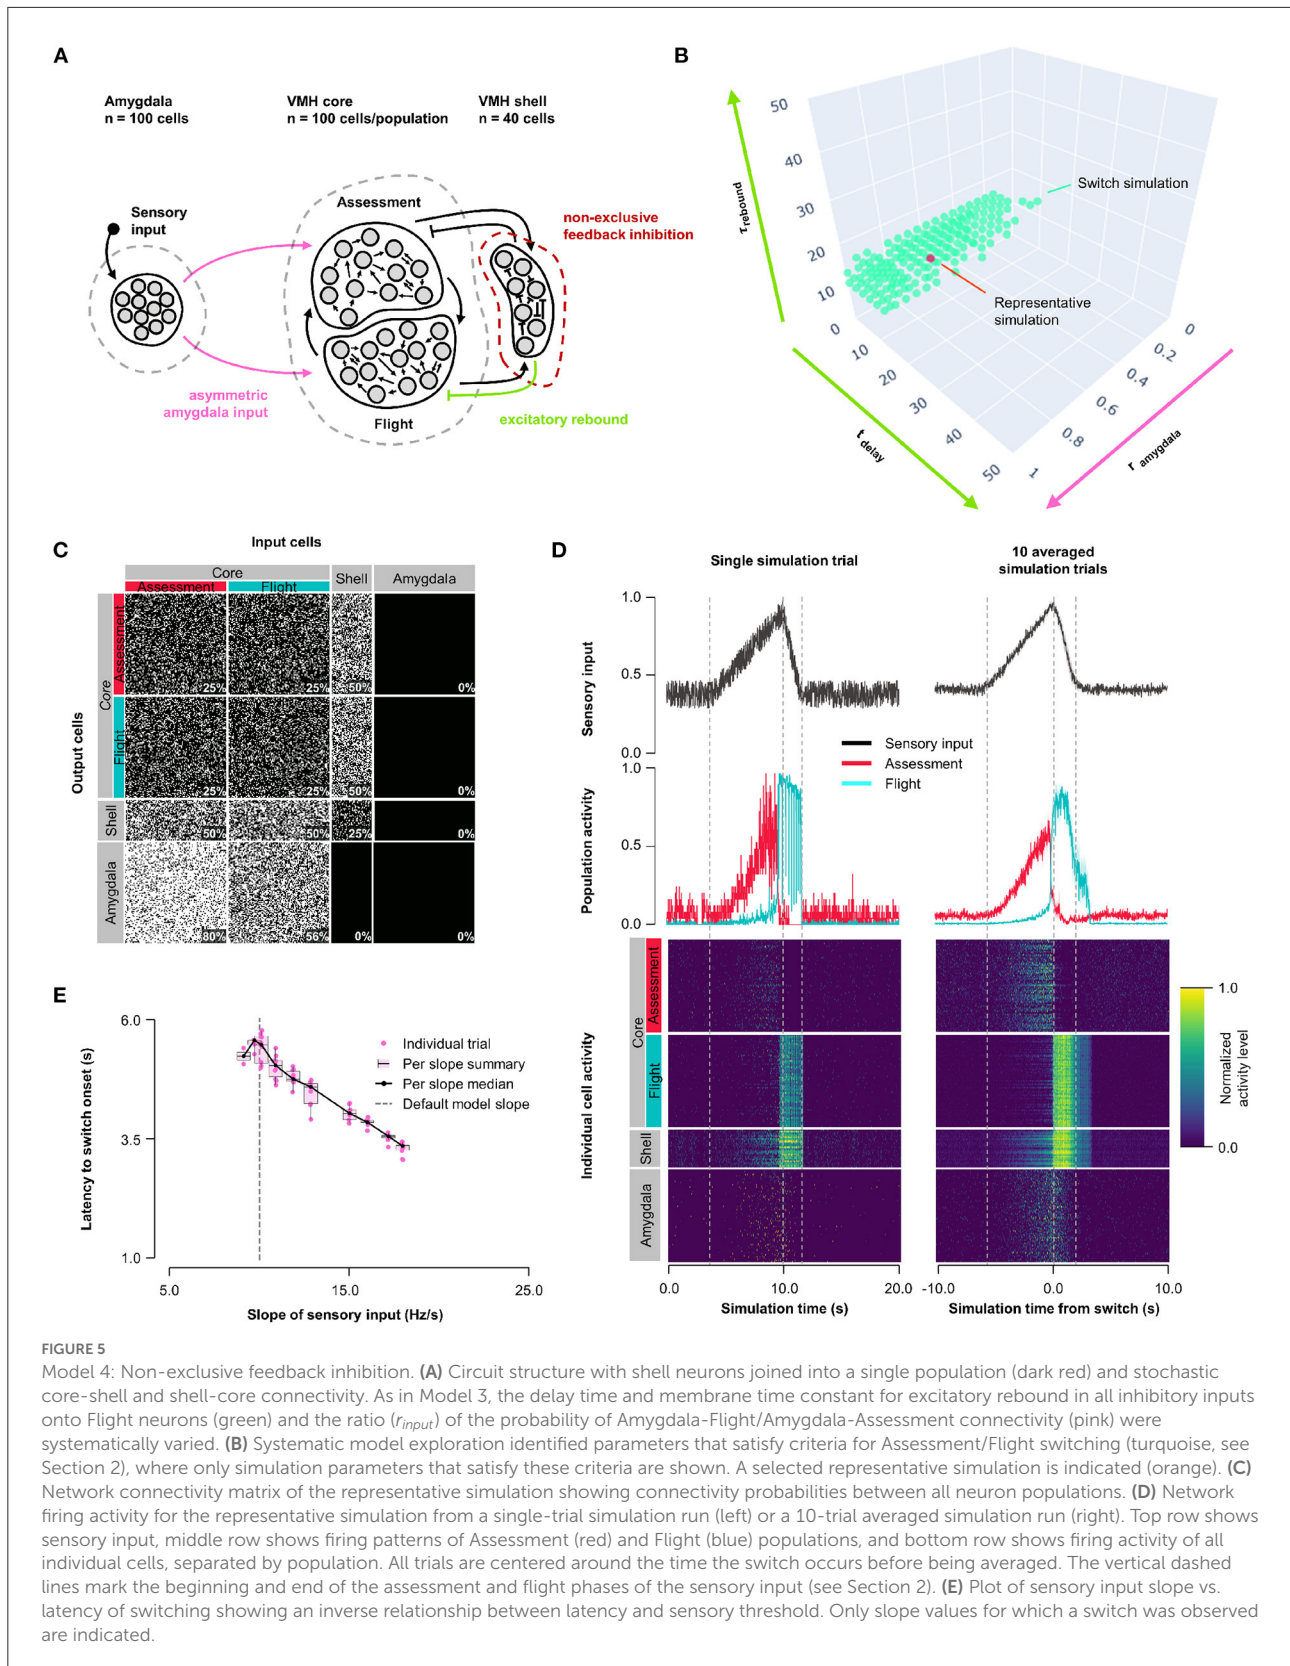 A
Amygdala
n = 100 cells
VMH core
n = 100 cells/population
VMH shell
n = 40 cells
Sensory
input
Assessment
non-exclusive
feedback inhibition
asymmetric
amygdala input
Flight
excitatory rebound
B
50
40
30
20
10
0
10
20
30
40
50
1
0.8
0.6
0.4
0.2
0
τrebound
t delay
r amygdala
Switch simulation
Representative
simulation
C
Input cells
Core
Shell
Amygdala
Assessment
Flight
Output cells
Core
Assessment
25%
25%
50%
0%
Flight
25%
25%
50%
0%
Shell
50%
50%
25%
0%
Amygdala
80%
56%
0%
0%
D
Single simulation trial
10 averaged
simulation trials
Sensory input
1.0
0.5
0.0
Sensory input
Assessment
Flight
Population activity
1.0
0.5
0.0
Individual cell activity
Core
Assessment
Flight
Shell
Amygdala
Normalized
activity level
1.0
0.0
0.0
10.0
20.0
-10.0
0.0
10.0
Simulation time (s)
Simulation time from switch (s)
E
Latency to switch onset (s)
6.0
3.5
1.0
Individual trial
Per slope summary
Per slope median
Default model slope
5.0
15.0
25.0
Slope of sensory input (Hz/s)
FIGURE 5
Model 4: Non-exclusive feedback inhibition. (A) Circuit structure with shell neurons joined into a single population (dark red) and stochastic
core-shell and shell-core connectivity. As in Model 3, the delay time and membrane time constant for excitatory rebound in all inhibitory inputs
onto Flight neurons (green) and the ratio (rinput) of the probability of Amygdala-Flight/Amygdala-Assessment connectivity (pink) were
systematically varied. (B) Systematic model exploration identified parameters that satisfy criteria for Assessment/Flight switching (turquoise, see
Section 2), where only simulation parameters that satisfy these criteria are shown. A selected representative simulation is indicated (orange). (C)
Network connectivity matrix of the representative simulation showing connectivity probabilities between all neuron populations. (D) Network
firing activity for the representative simulation from a single-trial simulation run (left) or a 10-trial averaged simulation run (right). Top row shows
sensory input, middle row shows firing patterns of Assessment (red) and Flight (blue) populations, and bottom row shows firing activity of all
individual cells, separated by population. All trials are centered around the time the switch occurs before being averaged. The vertical dashed
lines mark the beginning and end of the assessment and flight phases of the sensory input (see Section 2). (E) Plot of sensory input slope vs.
latency of switching showing an inverse relationship between latency and sensory threshold. Only slope values for which a switch was observed
are indicated.